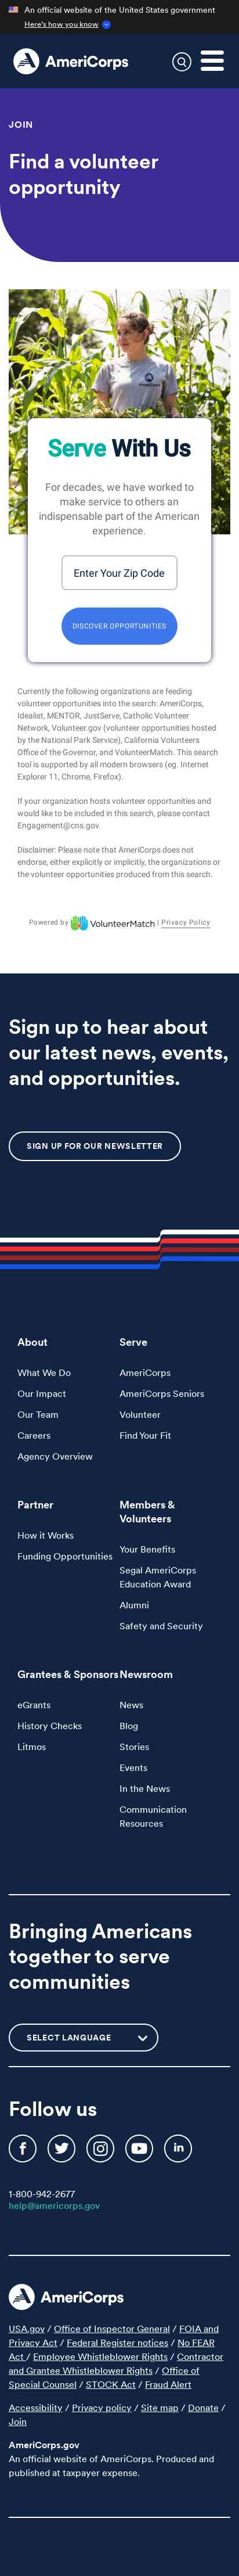 An official website of the United States government
Here's how you know
AmeriCorps
JOIN
Find a volunteer
opportunity
Serve With Us
For decades, we have worked to
make service to others an
indispensable part of the American
experience.
Enter Your Zip Code
DISCOVER OPPORTUNITIES
Currently the following organizations are feeding
volunteer opportunities into the search: AmeriCorps,
Idealist, MENTOR, JustServe, Catholic Volunteer
Network, Volunteer.gov (volunteer opportunities hosted
by the National Park Service), California Volunteers
Office of the Governor, and VolunteerMatch. This search
tool is supported by all modern browsers (eg. Internet
Explorer 11, Chrome, Firefox).
If your organization hosts volunteer opportunities and
would like to be included in this search, please contact
Engagement@cns.gov.
Disclaimer: Please note that AmeriCorps does not
endorse, either explicitly or implicitly, the organizations or
the volunteer opportunities produced from this search.
Powered by VolunteerMatch | Privacy Policy
Sign up to hear about
our latest news, events,
and opportunities.
SIGN UP FOR OUR NEWSLETTER
About
What We Do
Our Impact
Our Team
Careers
Agency Overview
Serve
AmeriCorps
AmeriCorps Seniors
Volunteer
Find Your Fit
Partner
How it Works
Funding Opportunities
Members &
Volunteers
Your Benefits
Segal AmeriCorps
Education Award
Alumni
Safety and Security
Grantees & Sponsors
eGrants
History Checks
Litmos
Newsroom
News
Blog
Stories
Events
In the News
Communication
Resources
Bringing Americans
together to serve
communities
SELECT LANGUAGE
Follow us
1-800-942-2677
help@americorps.gov
AmeriCorps
USA.gov / Office of Inspector General / FOIA and
Privacy Act / Federal Register notices / No FEAR
Act / Employee Whistleblower Rights / Contractor
and Grantee Whistleblower Rights / Office of
Special Counsel / STOCK Act / Fraud Alert
Accessibility / Privacy policy / Site map / Donate /
Join
AmeriCorps.gov
An official website of AmeriCorps. Produced and
published at taxpayer expense.